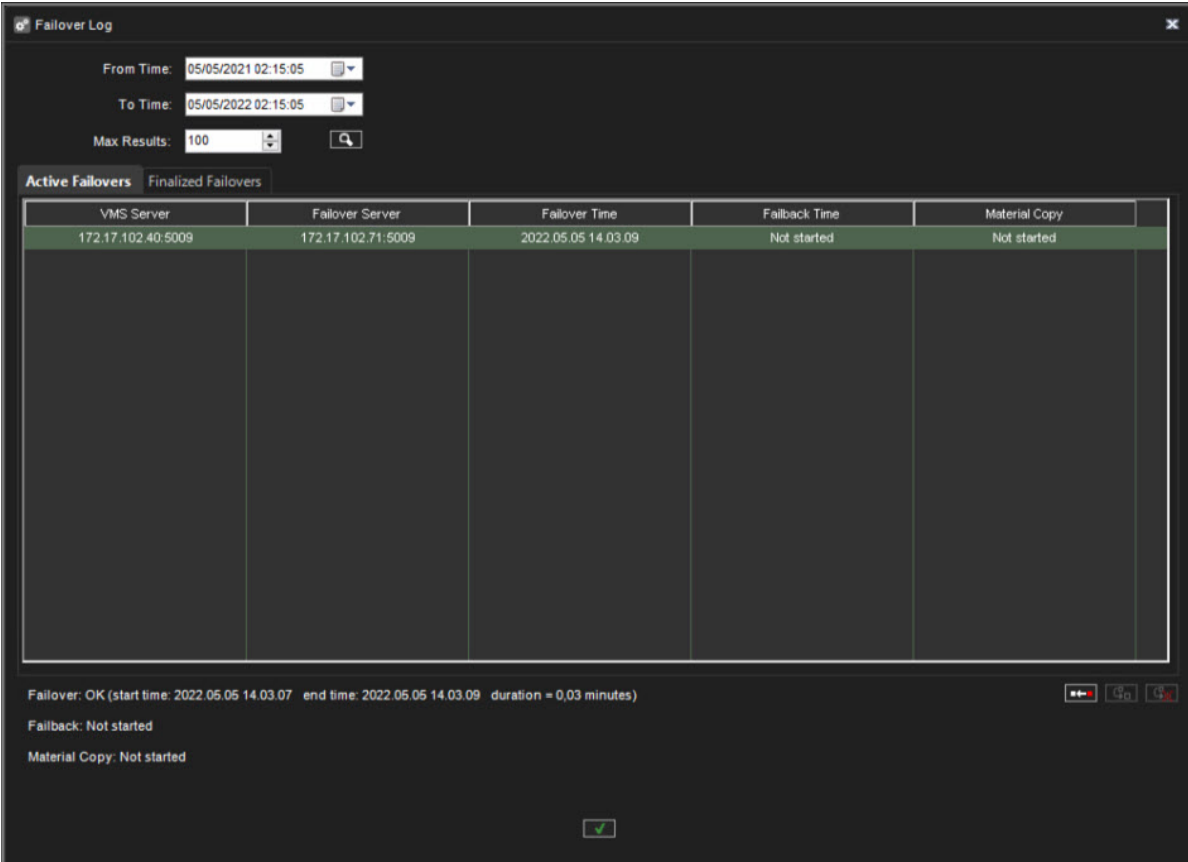 Failover Log
From Time: 05/05/2021 02:15:05
To Time: 05/05/2022 02:15:05
Max Results: 100
Active Failovers Finalized Failovers
VMS Server Failover Server Failover Time Failback Time Material Copy
172.17.102.40:5009 172.17.102.71:5009 2022.05.05 14.03.09 Not started Not started
Failover: OK (start time: 2022.05.05 14.03.07 end time: 2022.05.05 14.03.09 duration = 0,03 minutes)
Failback: Not started
Material Copy: Not started